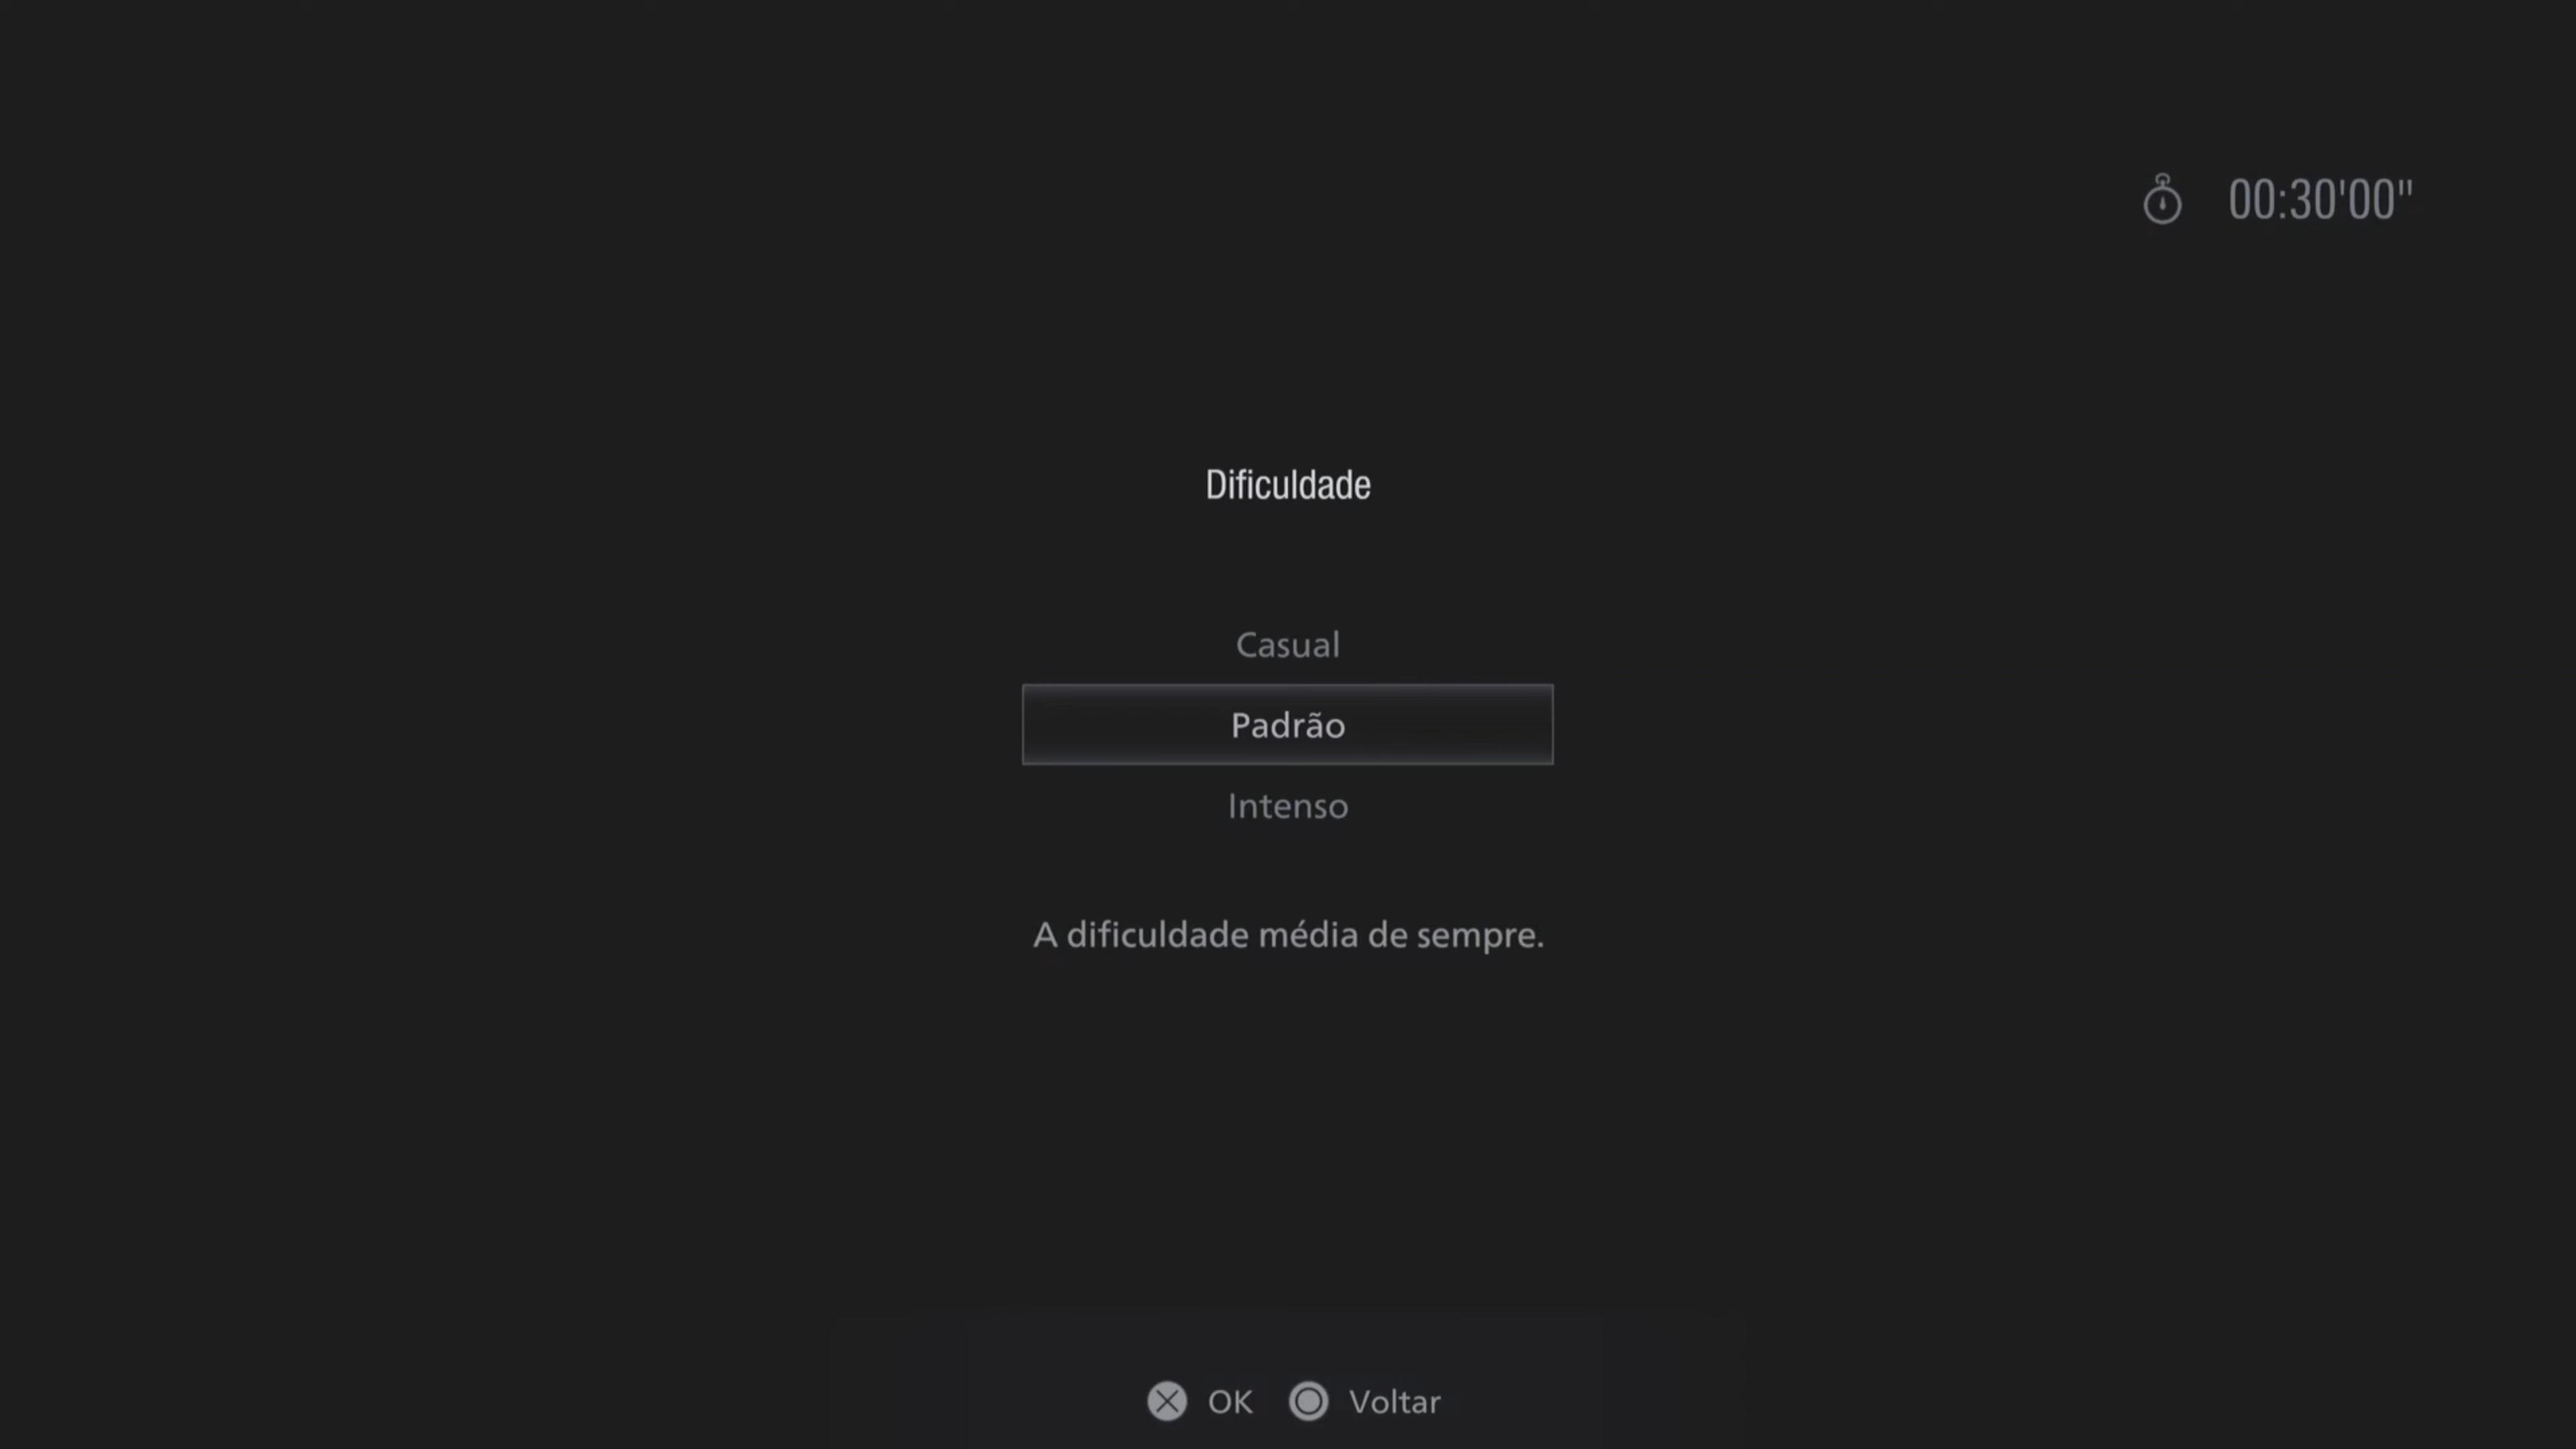 00:30'00"
Dificuldade
Casual
Padrão
Intenso
A dificuldade média de sempre.
OK Voltar